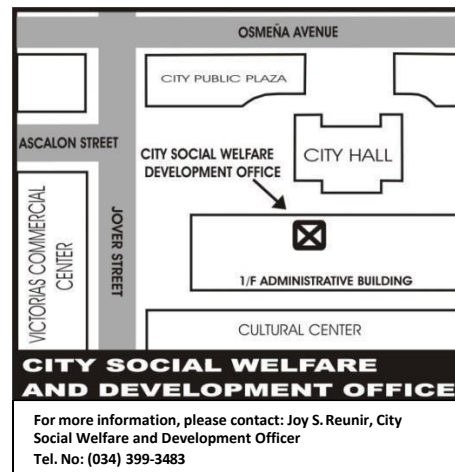 OSMEÑA AVENUE
CITY PUBLIC PLAZA
ASCALON STREET
CITY SOCIAL WELFARE
DEVELOPMENT OFFICE
CITY HALL
VICTORIAS COMMERCIAL
CENTER
JOVER STREET
1/F ADMINISTRATIVE BUILDING
CULTURAL CENTER
CITY SOCIAL WELFARE
AND DEVELOPMENT OFFICE
For more information, please contact: Joy S. Reunir, City
Social Welfare and Development Officer
Tel. No: (034) 399-3483